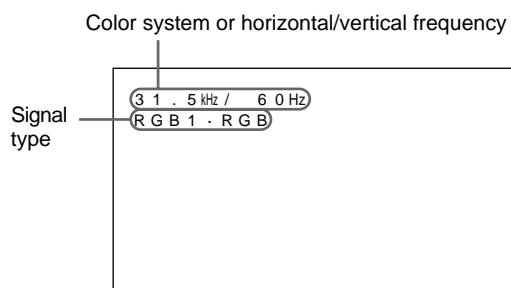 Color system or horizontal/vertical frequency
31.5kHz/ 60Hz
Signal
type
RGB1·RGB